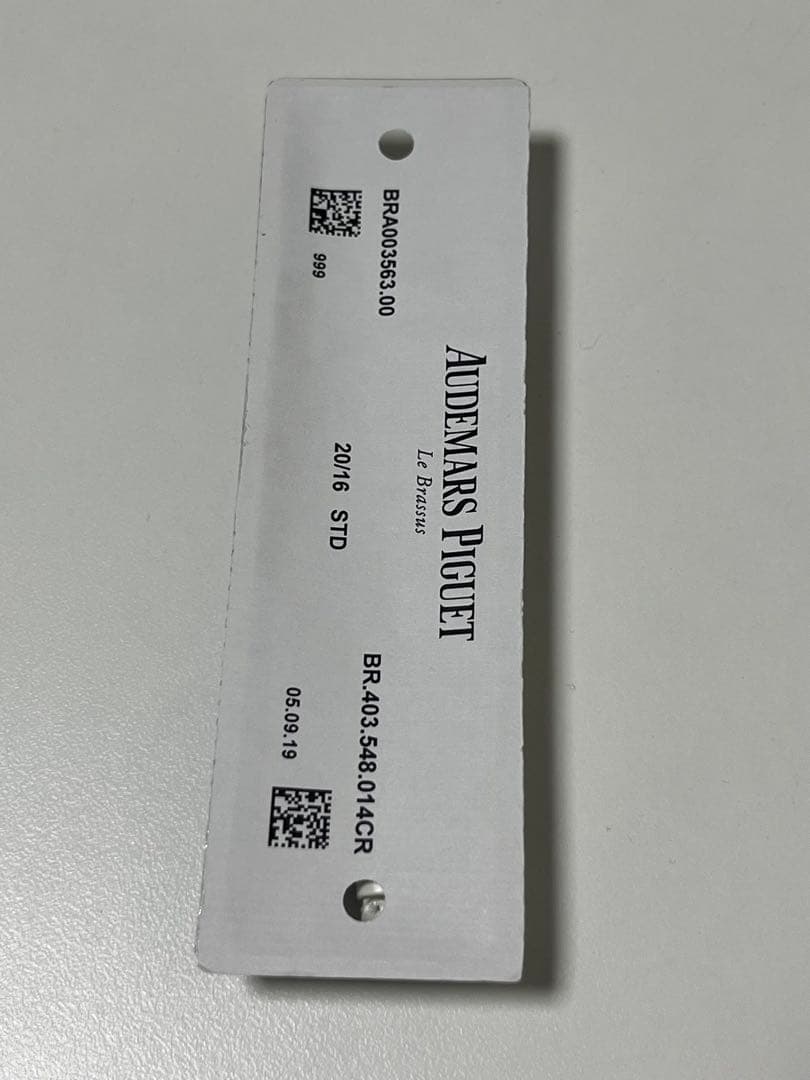 AUDEMARS PIGUET
Le Brassus
BRA003563.00
BR.403.548.014CR
999
20/16 STD
05.09.19